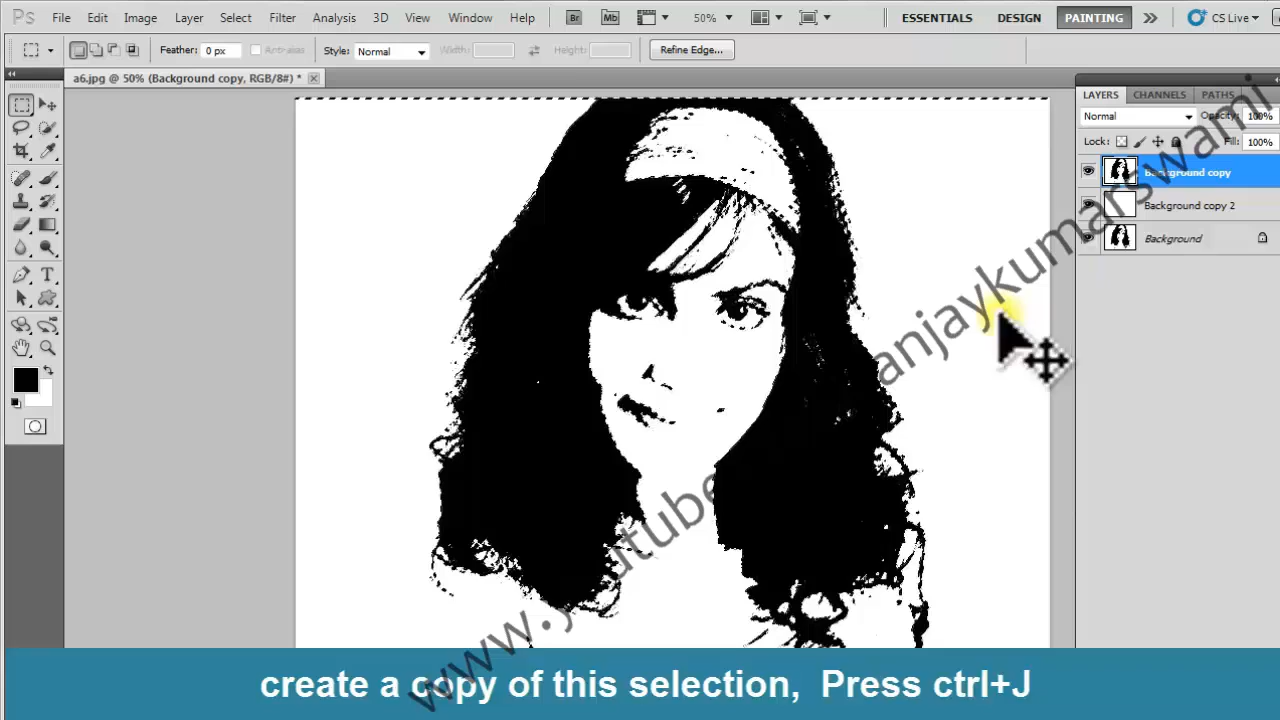 Ps File Edit Image Layer Select Filter Analysis 3D View Window Help Br Mb 50% ESSENTIALS DESIGN PAINTING CS Live
Feather: 0 px Anti-alias Style: Normal Width: Height: Refine Edge...
a6.jpg @ 50% (Background copy, RGB/8#) *
LAYERS CHANNELS PATHS
Normal Opacity: 100%
Lock: Fill: 100%
Background copy
Background copy 2
Background
T
www.youtube
anjaykumarswami
create a copy of this selection, Press ctrl+J